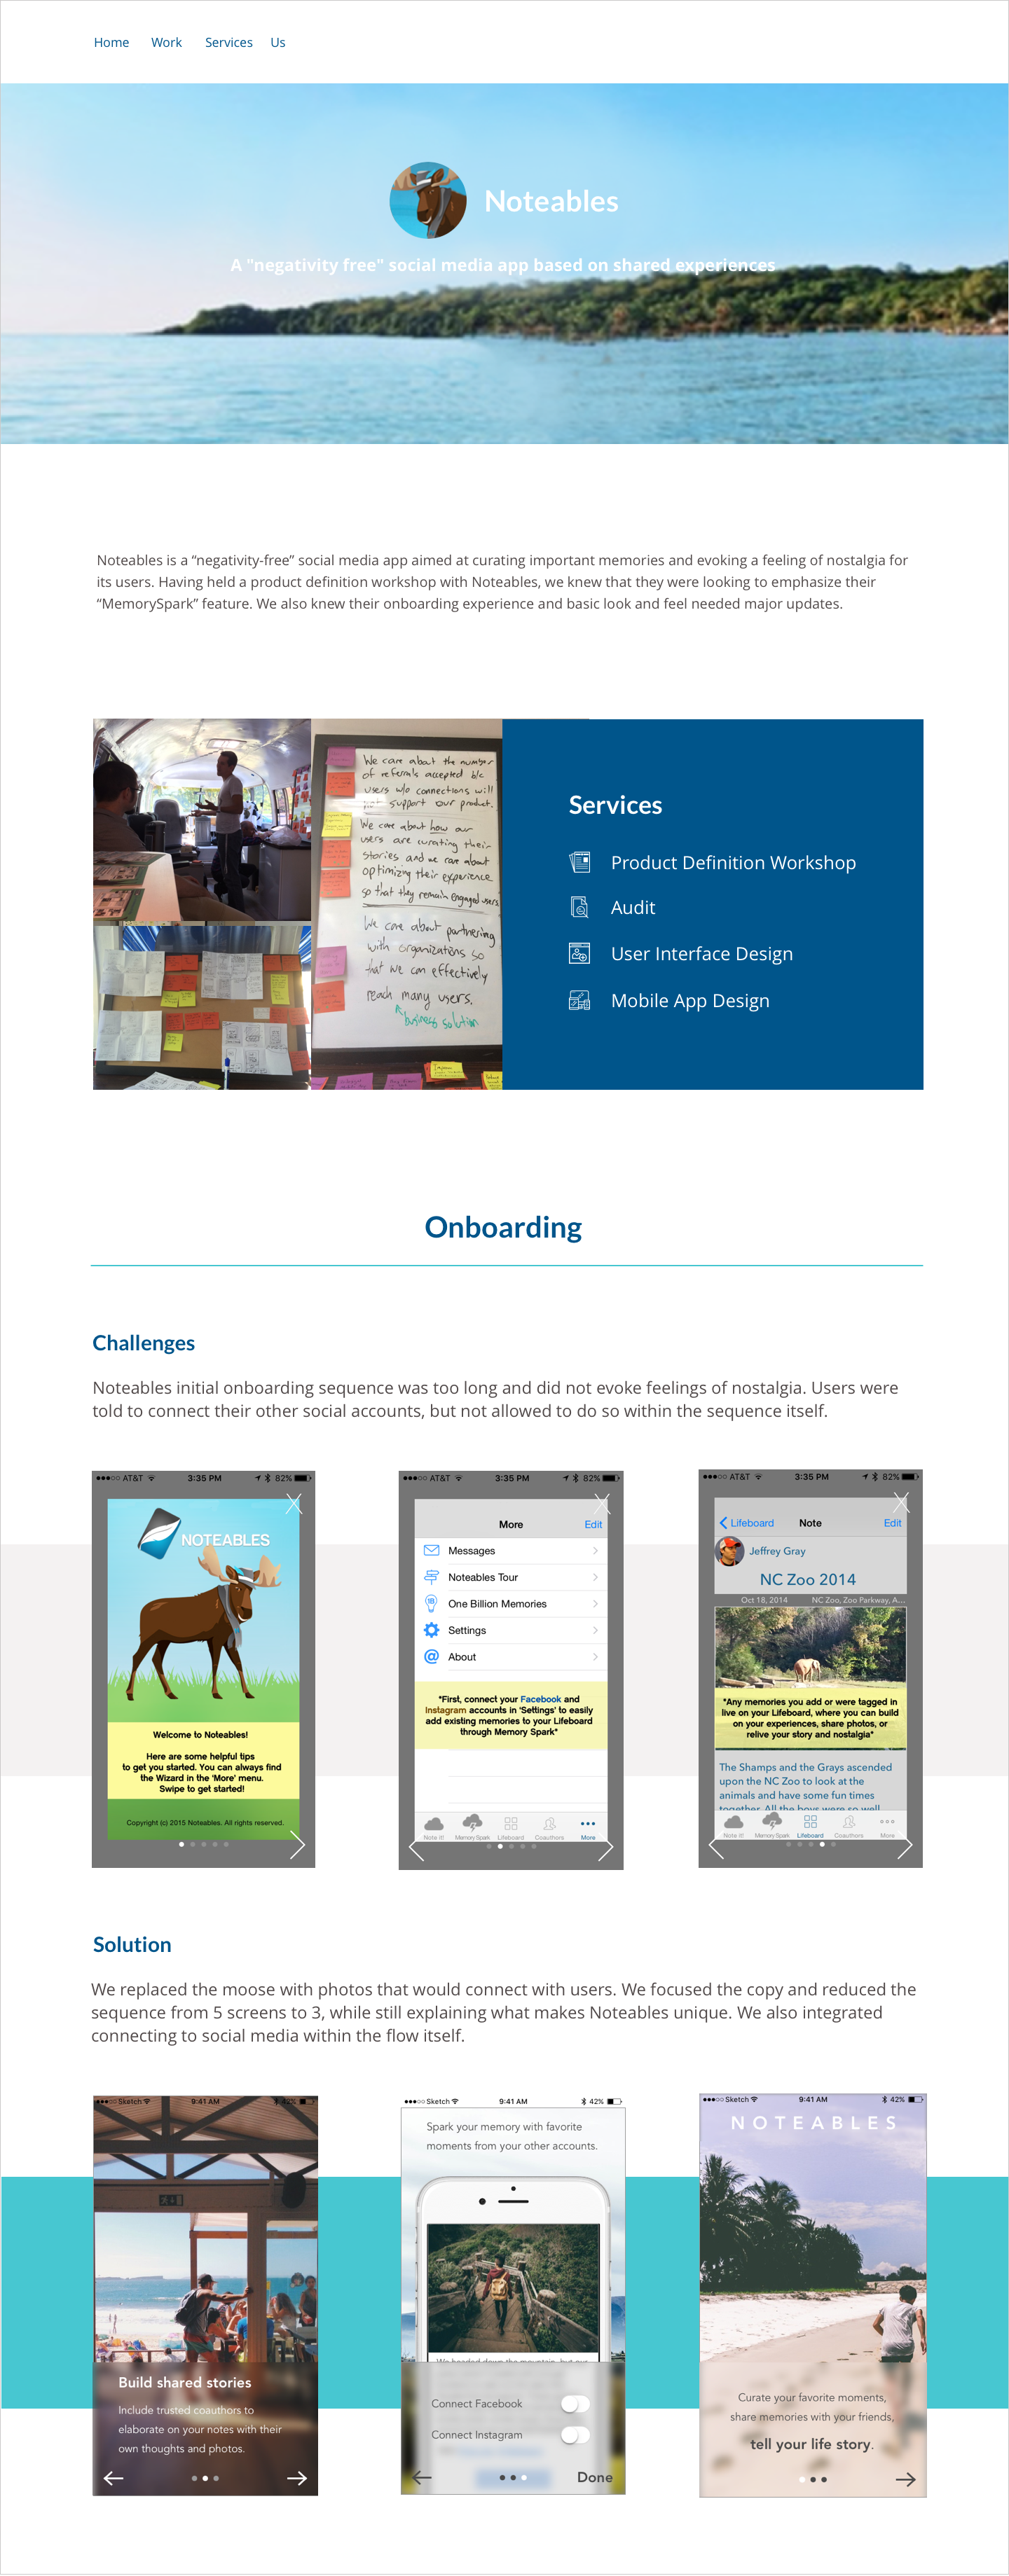 Home Work Services Us
Noteables
A "negativity free" social media app based on shared experiences
Noteables is a “negativity-free” social media app aimed at curating important memories and evoking a feeling of nostalgia for
its users. Having held a product definition workshop with Noteables, we knew that they were looking to emphasize their
“MemorySpark” feature. We also knew their onboarding experience and basic look and feel needed major updates.
We care about the number
of referrals accepted b/c
users w/o connections will
support our product.
We care about how our
users are curating their
stories and we care about
optimizing their experience
so that they remain engaged users
We care about partnering
with organizations so
that we can effectively
reach many users.
business solution
Services
Product Definition Workshop
Audit
User Interface Design
Mobile App Design
Onboarding
Challenges
Noteables initial onboarding sequence was too long and did not evoke feelings of nostalgia. Users were
told to connect their other social accounts, but not allowed to do so within the sequence itself.
AT&T 3:35 PM 82%
NOTEABLES
Welcome to Noteables!
Here are some helpful tips
to get you started. You can always find
the Wizard in the 'More' menu.
Swipe to get started!
Copyright (c) 2015 Noteables. All rights reserved.
AT&T 3:35 PM 82%
More Edit
Messages
Noteables Tour
1B One Billion Memories
Settings
@ About
*First, connect your Facebook and
Instagram accounts in 'Settings' to easily
add existing memories to your Lifeboard
through Memory Spark*
Note It! Memory Spark Lifeboard Coauthors More
AT&T 3:35 PM 82%
Lifeboard Note Edit
Jeffrey Gray
NC Zoo 2014
Oct 18, 2014 NC Zoo, Zoo Parkway, A...
*Any memories you add or were tagged in
live on your Lifeboard, where you can build
on your experiences, share photos, or
relive your story and nostalgia*
The Shamps and the Grays ascended
upon the NC Zoo to look at the
animals and have some fun times
together. All the boys were so well
Note It! Memory Spark Lifeboard Coauthors More
Solution
We replaced the moose with photos that would connect with users. We focused the copy and reduced the
sequence from 5 screens to 3, while still explaining what makes Noteables unique. We also integrated
connecting to social media within the flow itself.
Sketch 9:41 AM 42%
Build shared stories
Include trusted coauthors to
elaborate on your notes with their
own thoughts and photos.
Sketch 9:41 AM 42%
Spark your memory with favorite
moments from your other accounts.
We headed down the mountain, but our
Connect Facebook
Connect Instagram
Done
Sketch 9:41 AM 42%
NOTEABLES
Curate your favorite moments,
share memories with your friends,
tell your life story.